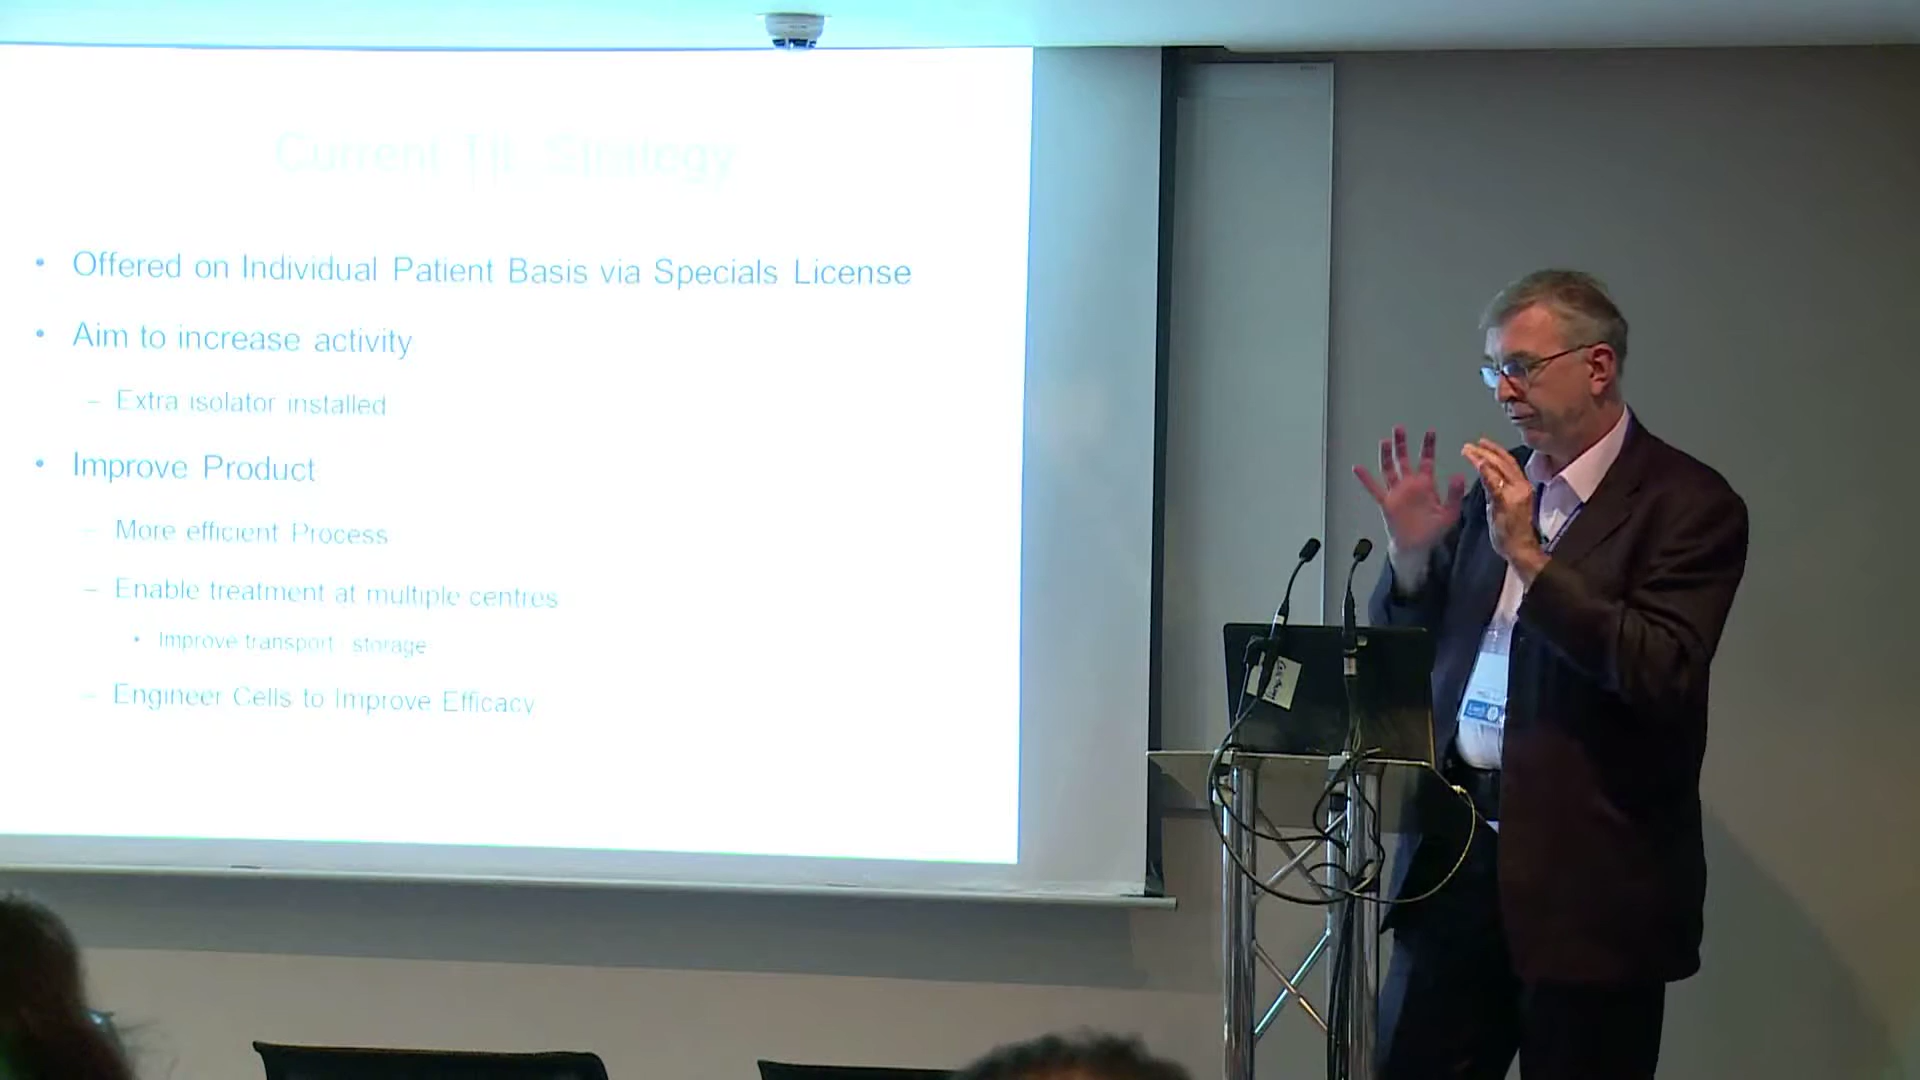 Current TIL Strategy
• Offered on Individual Patient Basis via Specials License
• Aim to increase activity
– Extra isolator installed
• Improve Product
– More efficient Process
– Enable treatment at multiple centres
• Improve transport / storage
– Engineer Cells to Improve Efficacy